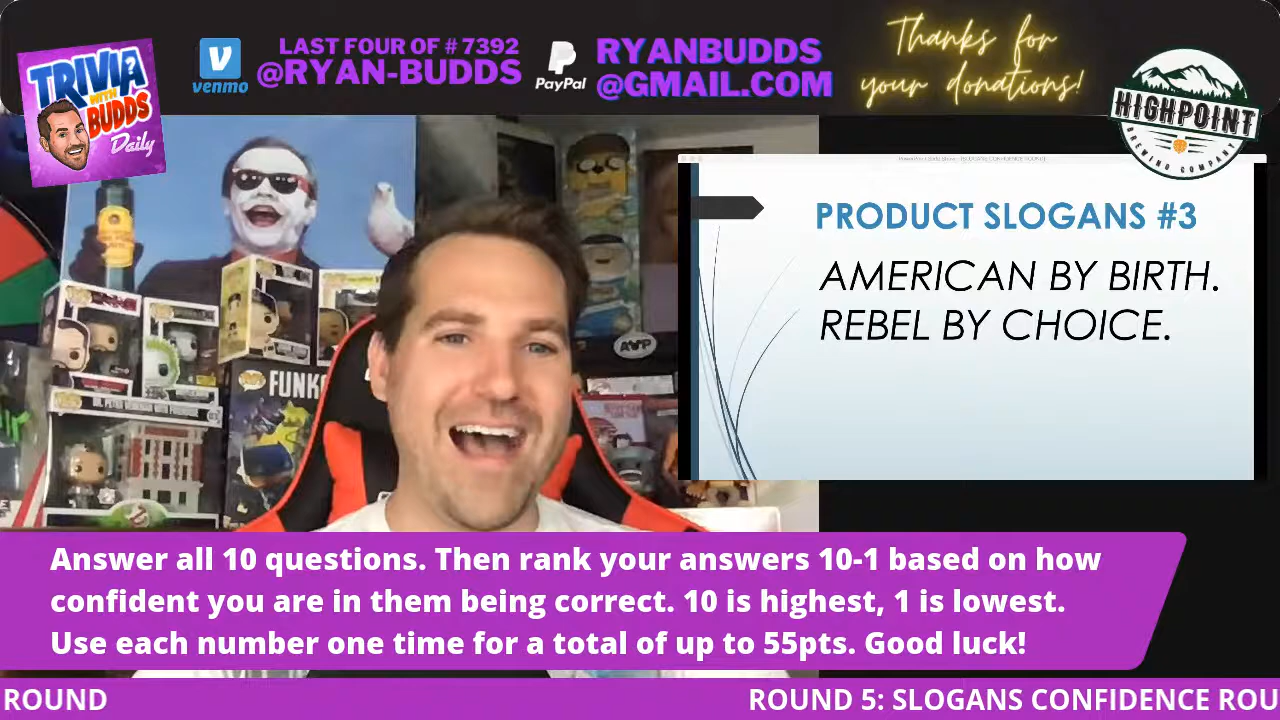 TRIVIA
WITH
BUDDS
Daily
venmo
LAST FOUR OF # 7392
@RYAN-BUDDS
PayPal
RYANBUDDS
@GMAIL.COM
Thanks for
your donations!
HIGHPOINT
BREWING COMPANY
PRODUCT SLOGANS #3
AMERICAN BY BIRTH.
REBEL BY CHOICE.
FUNK
Answer all 10 questions. Then rank your answers 10-1 based on how
confident you are in them being correct. 10 is highest, 1 is lowest.
Use each number one time for a total of up to 55pts. Good luck!
ROUND
ROUND 5: SLOGANS CONFIDENCE ROU